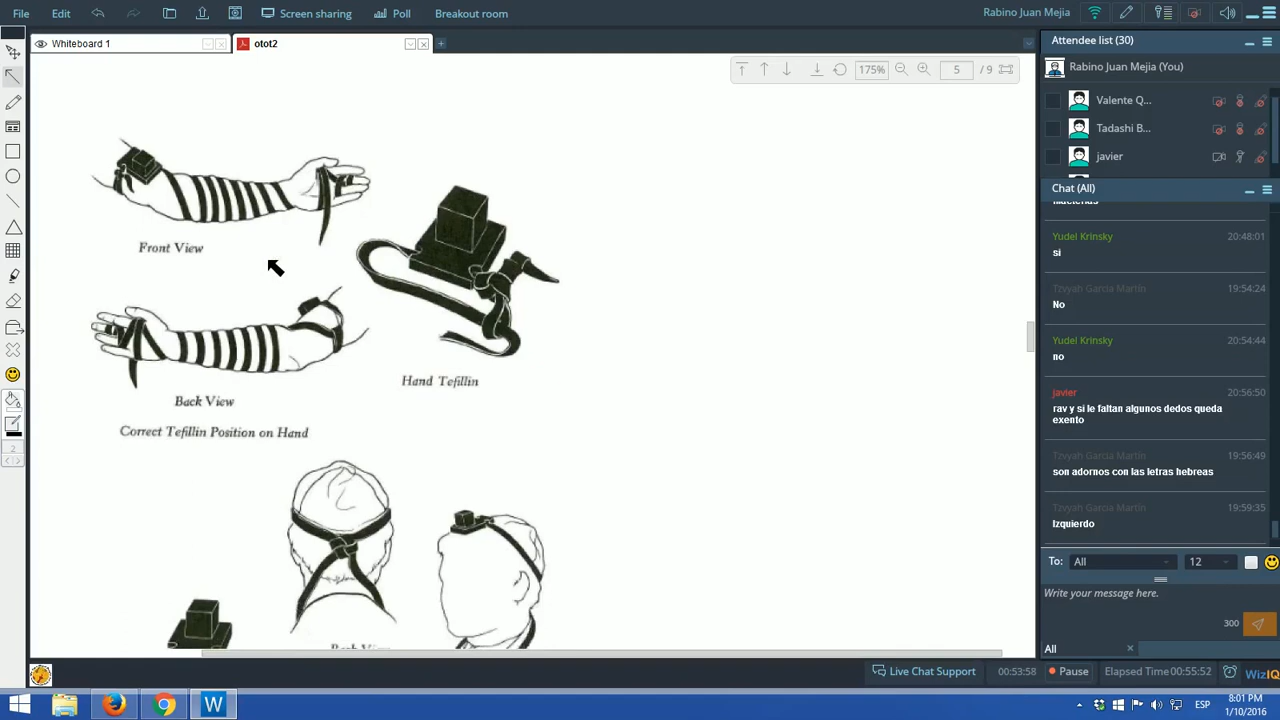 File
Edit
Screen sharing
Poll
Breakout room
Rabino Juan Mejia
Whiteboard 1
otot2
175%
5
/ 9
Front View
Back View
Correct Tefillin Position on Hand
Hand Tefillin
Attendee list (30)
Rabino Juan Mejia (You)
Valente Q...
Tadashi B...
javier
Chat (All)
Yudel Krinsky 20:48:01
si
Tzvyah Garcia Martin 19:54:24
No
Yudel Krinsky 20:54:44
no
javier 20:56:50
rav y si le faltan algunos dedos queda
exento
Tzvyah Garcia Martin 19:56:49
son adornos con las letras hebreas
Tzvyah Garcia Martin 19:59:35
Izquierdo
To: All 12
Write your message here.
300
All
2
Live Chat Support
00:53:58
Pause
Elapsed Time 00:55:52
WizIQ
W
ESP
8:01 PM
1/10/2016